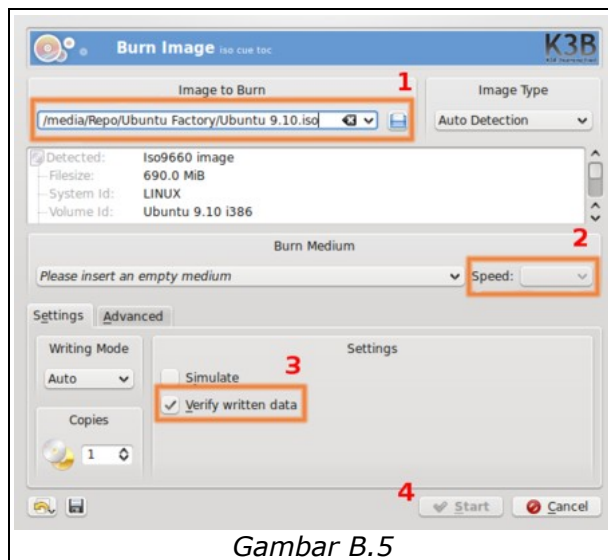 Burn Image iso cue toc K3B
1
Image to Burn Image Type
/media/Repo/Ubuntu Factory/Ubuntu 9.10.iso Auto Detection
Detected: Iso9660 image
Filesize: 690.0 MiB
System Id: LINUX
Volume Id: Ubuntu 9.10 i386
2
Burn Medium
Please insert an empty medium Speed:
Settings Advanced
Writing Mode Settings
3
Auto Simulate
Verify written data
Copies
1
4
Start Cancel
Gambar B.5